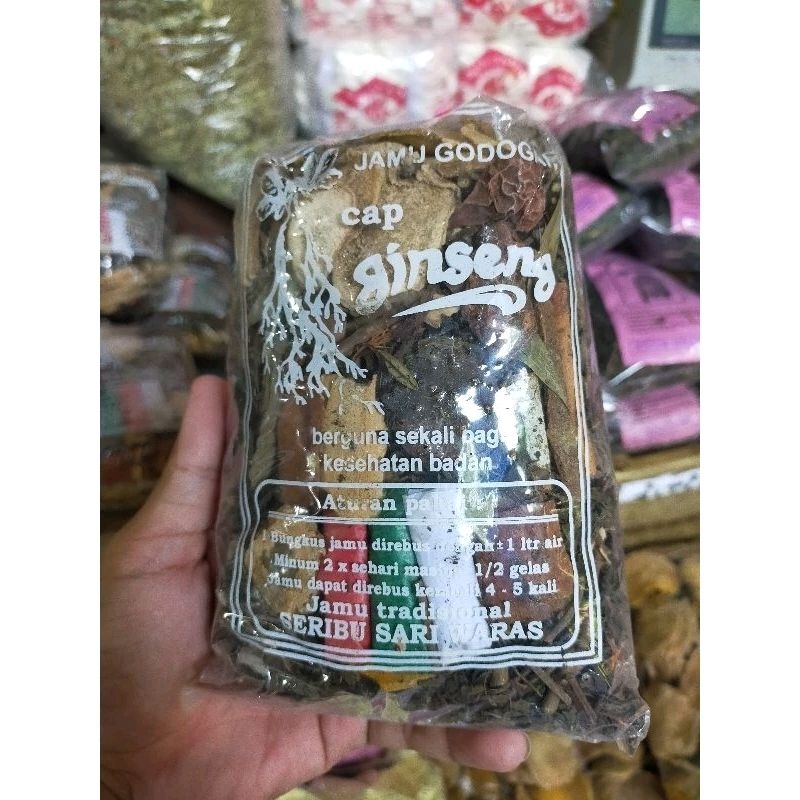 JAMU GODOGAN
cap
ginseng
berguna sekali bagi
kesehatan badan
Aturan pakai
1 Bungkus jamu direbus dengan ± 1 ltr air
Minum 2 x sehari masing 1/2 gelas
Jamu dapat direbus kembali 4 - 5 kali
Jamu tradisional
SERIBU SARI WARAS